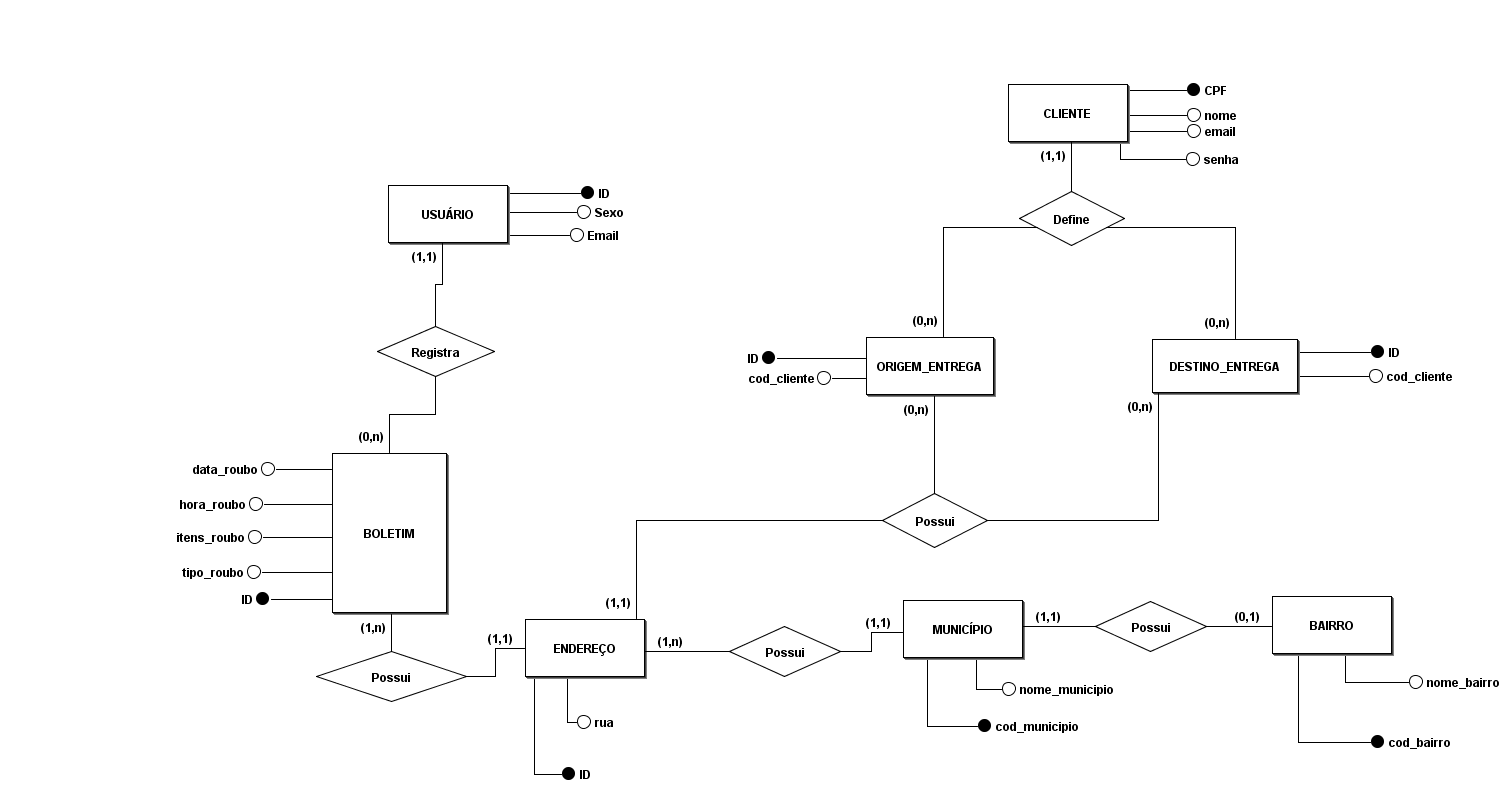 CPF
CLIENTE
nome
email
(1,1)
senha
ID
USUÁRIO
Sexo
Define
Email
(1,1)
(0,n)
(0,n)
Registra
ID
ID
ORIGEM_ENTREGA
DESTINO_ENTREGA
cod_cliente
cod_cliente
(0,n)
(0,n)
(0,n)
data_roubo
hora_roubo
Possui
BOLETIM
itens_roubo
tipo_roubo
ID
(1,1)
(1,n)
(1,1)
(1,1)
(1,1)
(0,1)
MUNICÍPIO
Possui
BAIRRO
ENDEREÇO
(1,n)
Possui
Possui
nome_municipio
nome_bairro
rua
cod_municipio
cod_bairro
ID